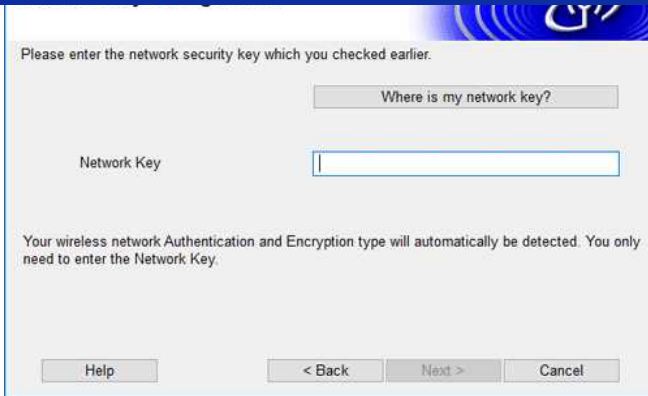 Please enter the network security key which you checked earlier.
Where is my network key?
Network Key
Your wireless network Authentication and Encryption type will automatically be detected. You only
need to enter the Network Key.
Help
< Back
Next >
Cancel